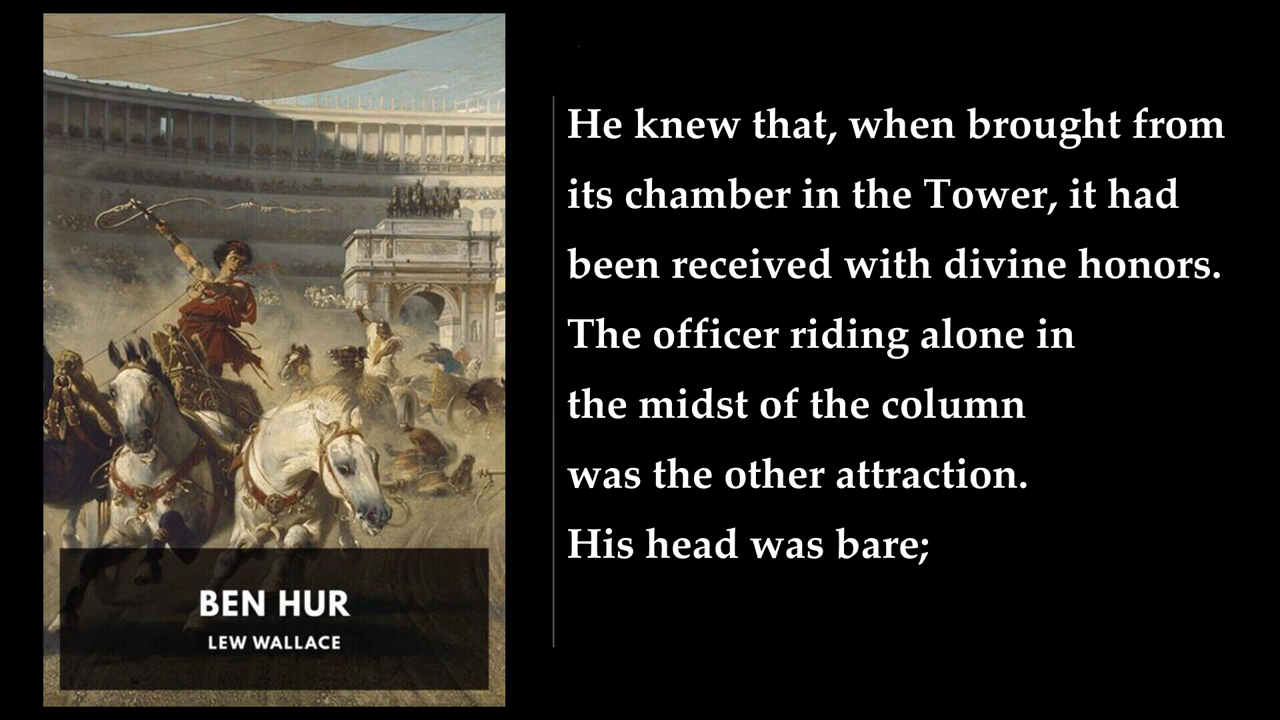 BEN HUR
LEW WALLACE
He knew that, when brought from
its chamber in the Tower, it had
been received with divine honors.
The officer riding alone in
the midst of the column
was the other attraction.
His head was bare;